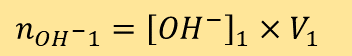 n_{OH^-1} = [OH^-]_1 × V_1